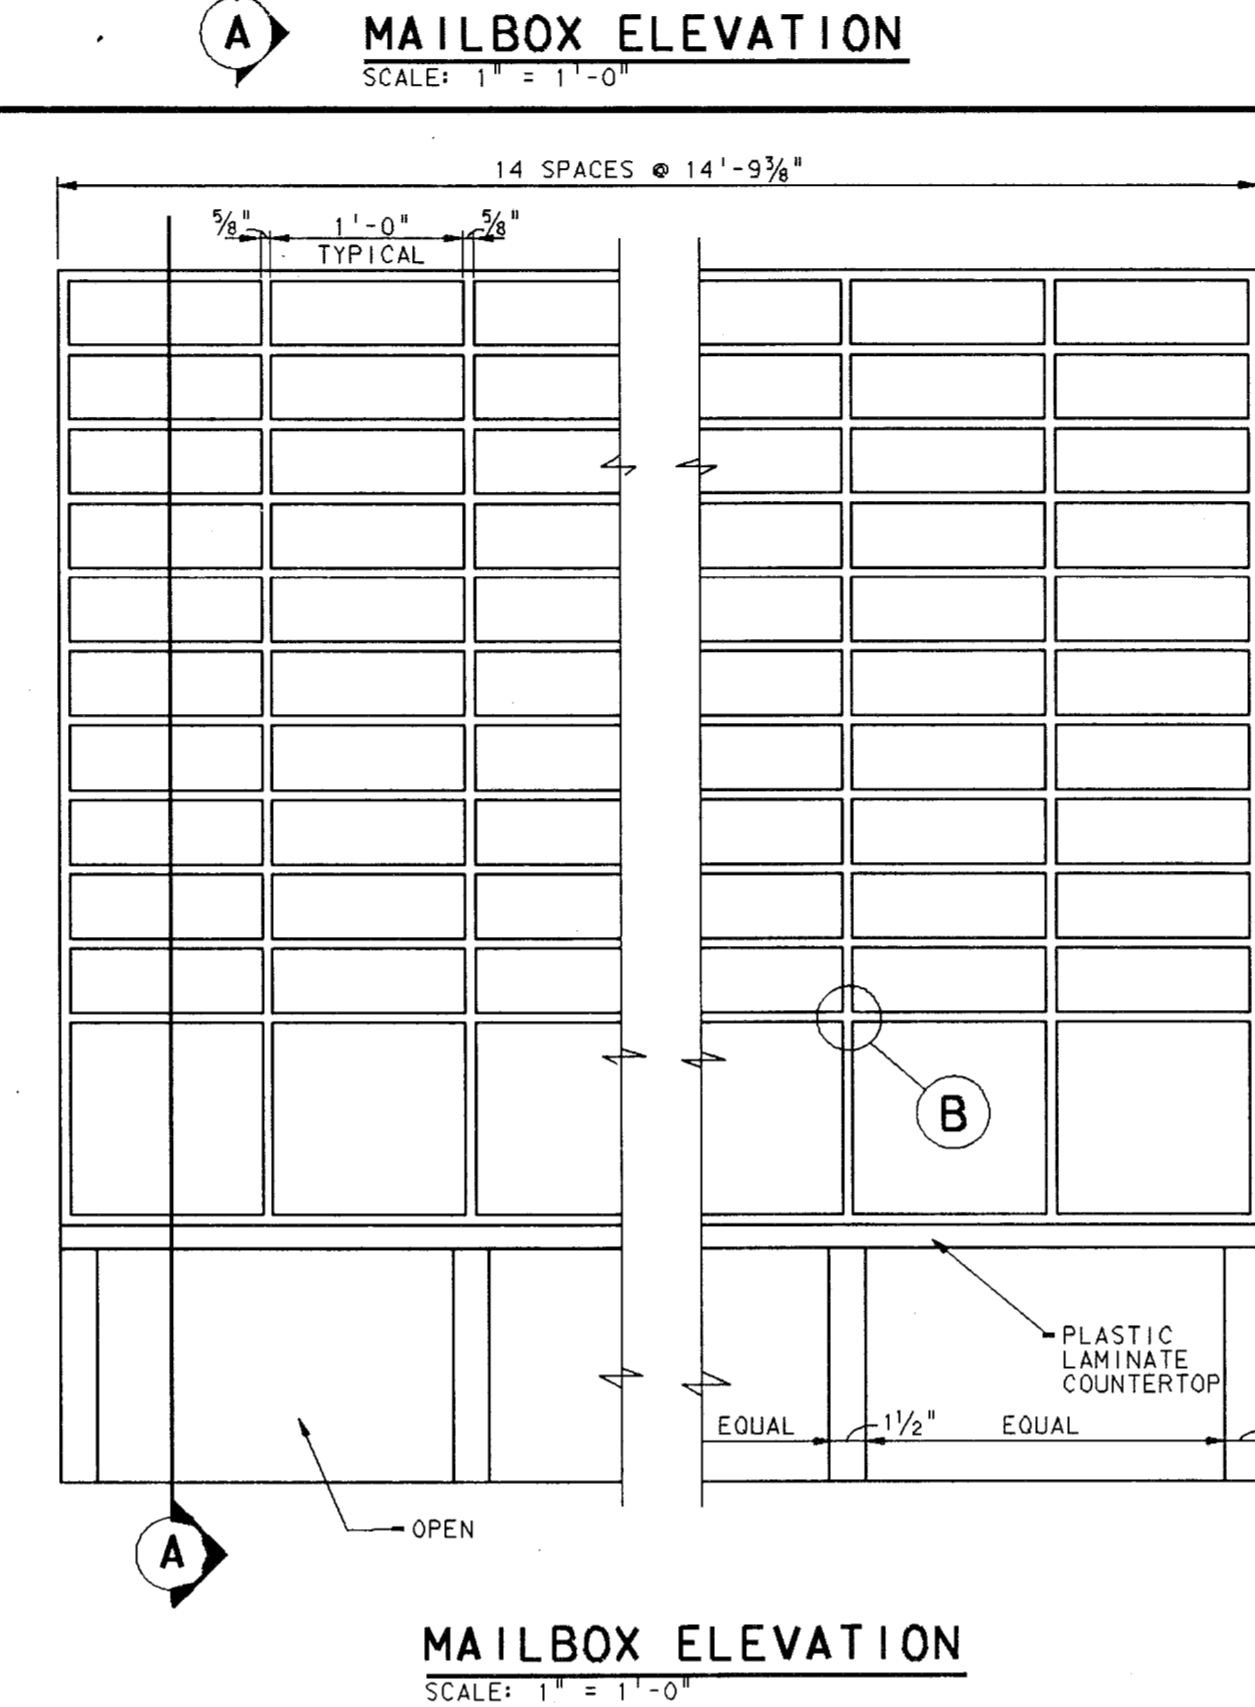 A
MAILBOX ELEVATION
SCALE: 1" = 1'-0"
14 SPACES @ 14'-9⅜"
⅝" 1'-0" ⅝"
TYPICAL
B
PLASTIC
LAMINATE
COUNTERTOP
EQUAL 1½" EQUAL
OPEN
A
MAILBOX ELEVATION
SCALE: 1" = 1'-0"